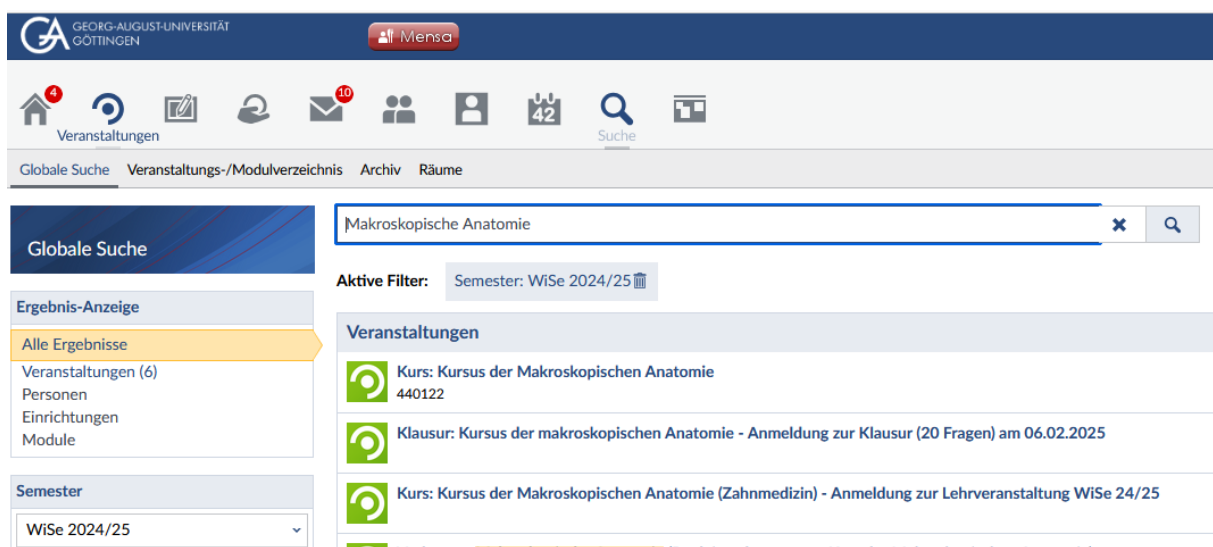 GEORG-AUGUST-UNIVERSITÄT
GÖTTINGEN
Mensa
4
10
42
Veranstaltungen
Suche
Globale Suche Veranstaltungs-/Modulverzeichnis Archiv Räume
Globale Suche
Makroskopische Anatomie
Aktive Filter: Semester: WiSe 2024/25
Ergebnis-Anzeige
Alle Ergebnisse
Veranstaltungen (6)
Personen
Einrichtungen
Module
Semester
WiSe 2024/25
Veranstaltungen
Kurs: Kursus der Makroskopischen Anatomie
440122
Klausur: Kursus der makroskopischen Anatomie - Anmeldung zur Klausur (20 Fragen) am 06.02.2025
Kurs: Kursus der Makroskopischen Anatomie (Zahnmedizin) - Anmeldung zur Lehrveranstaltung WiSe 24/25